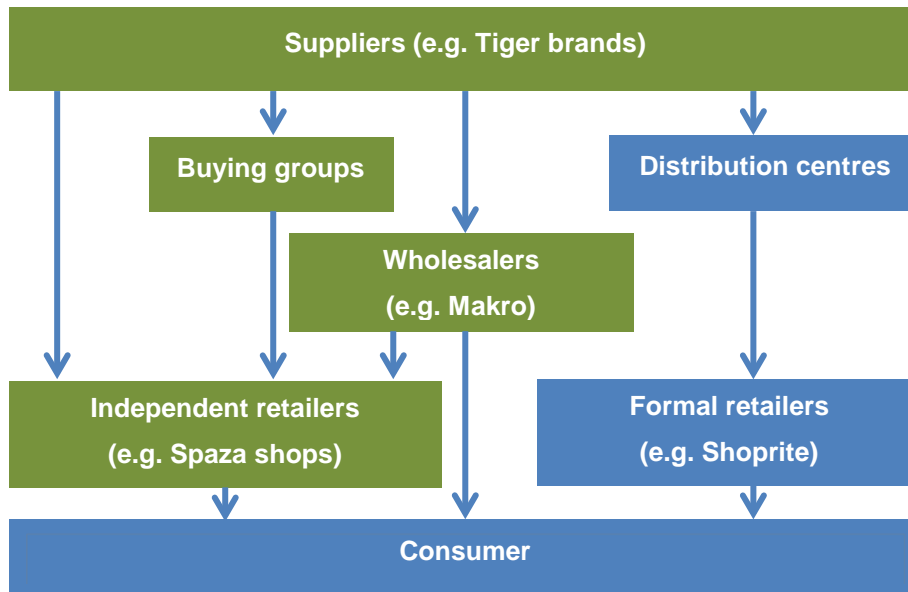 Suppliers (e.g. Tiger brands)
Buying groups
Distribution centres
Wholesalers
(e.g. Makro)
Independent retailers
(e.g. Spaza shops)
Formal retailers
(e.g. Shoprite)
Consumer